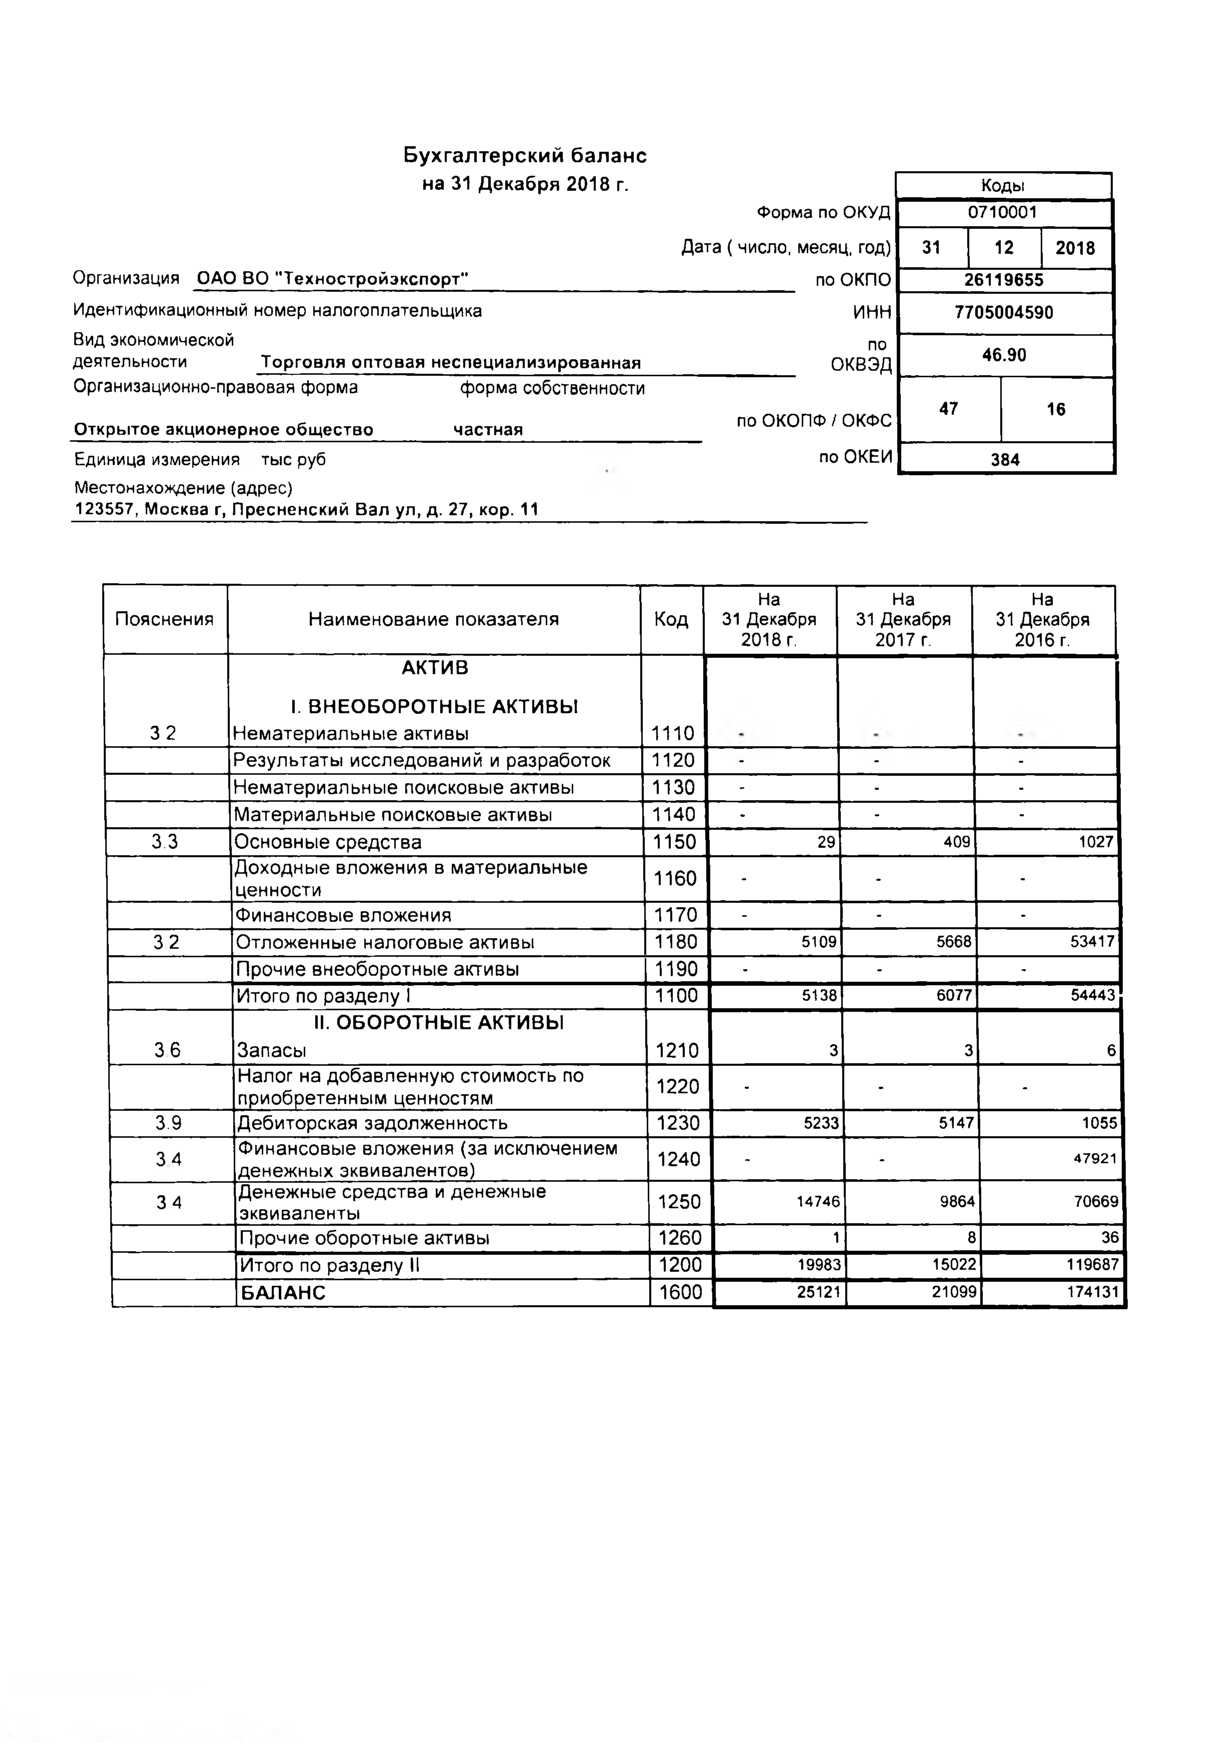 Бухгалтерский баланс
на 31 Декабря 2018 г.
Коды
Форма по ОКУД 0710001
Дата ( число, месяц, год) 31 12 2018
Организация ОАО ВО "Техностройэкспорт" по ОКПО 26119655
Идентификационный номер налогоплательщика ИНН 7705004590
Вид экономической
деятельности Торговля оптовая неспециализированная по ОКВЭД 46.90
Организационно-правовая форма форма собственности
Открытое акционерное общество частная по ОКОПФ / ОКФС 47 16
Единица измерения тыс руб по ОКЕИ 384
Местонахождение (адрес)
123557, Москва г, Пресненский Вал ул, д. 27, кор. 11
Пояснения Наименование показателя Код На 31 Декабря 2018 г. На 31 Декабря 2017 г. На 31 Декабря 2016 г.
АКТИВ
I. ВНЕОБОРОТНЫЕ АКТИВЫ
3 2 Нематериальные активы 1110 - - -
Результаты исследований и разработок 1120 - - -
Нематериальные поисковые активы 1130 - - -
Материальные поисковые активы 1140 - - -
3.3 Основные средства 1150 29 409 1027
Доходные вложения в материальные
ценности 1160 - - -
Финансовые вложения 1170 - - -
3 2 Отложенные налоговые активы 1180 5109 5668 53417
Прочие внеоборотные активы 1190 - - -
Итого по разделу I 1100 5138 6077 54443
II. ОБОРОТНЫЕ АКТИВЫ
3 6 Запасы 1210 3 3 6
Налог на добавленную стоимость по
приобретенным ценностям 1220 - - -
3.9 Дебиторская задолженность 1230 5233 5147 1055
3 4 Финансовые вложения (за исключением
денежных эквивалентов) 1240 - - 47921
3 4 Денежные средства и денежные
эквиваленты 1250 14746 9864 70669
Прочие оборотные активы 1260 1 8 36
Итого по разделу II 1200 19983 15022 119687
БАЛАНС 1600 25121 21099 174131